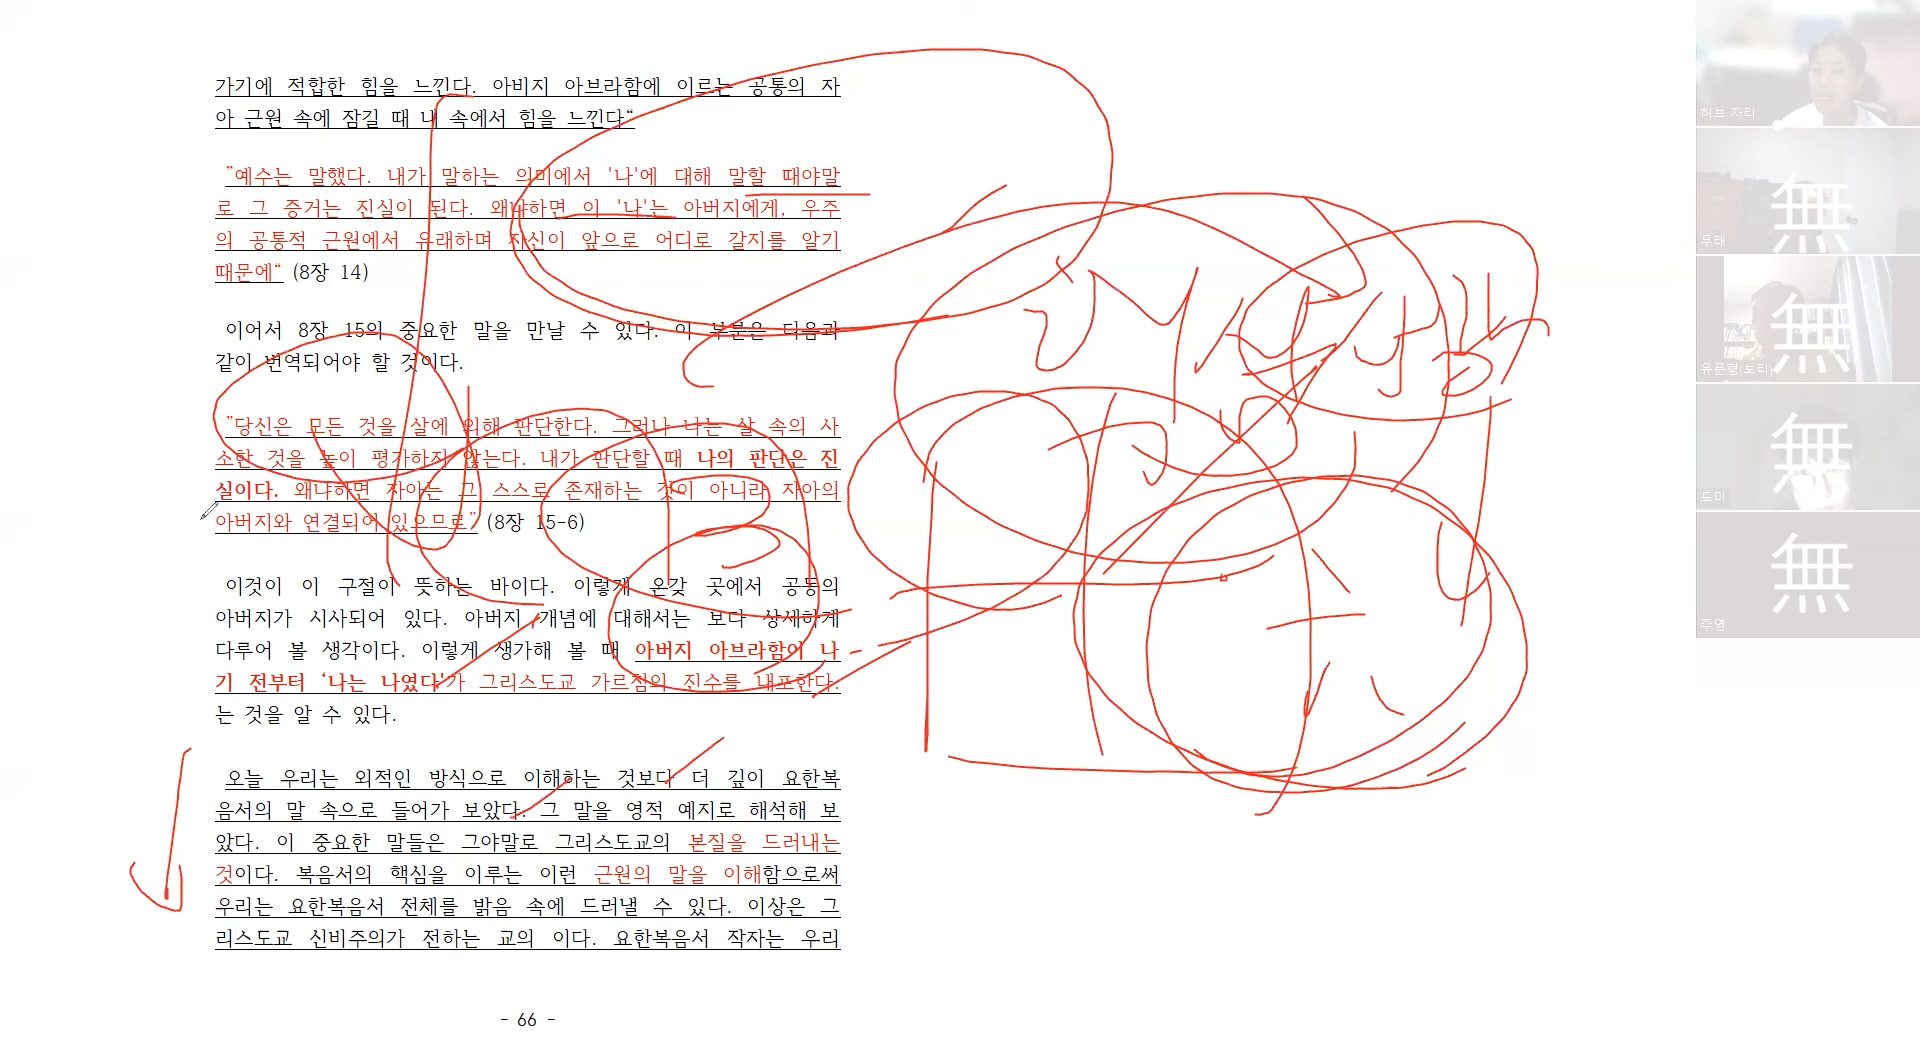 가기에 적합한 힘을 느낀다. 아비지 아브라함에 이르는 공통의 자
아 근원 속에 잠길 때 내 속에서 힘을 느낀다“
”예수는 말했다. 내가 말하는 의미에서 '나'에 대해 말할 때야말
로 그 증거는 진실이 된다. 왜냐하면 이 '나'는 아버지에게, 우주
의 공통적 근원에서 유래하며 자신이 앞으로 어디로 갈지를 알기
때문에“ (8장 14)
이어서 8장 15의 중요한 말을 만날 수 있다. 이 부분은 다음과
같이 번역되어야 할 것이다.
”당신은 모든 것을 살에 의해 판단한다. 그러나 나는 살 속의 사
소한 것을 높이 평가하지 않는다. 내가 판단할 때 나의 판단은 진
실이다. 왜냐하면 자아는 그 스스로 존재하는 것이 아니라 자아의
아버지와 연결되어 있으므로” (8장 15-6)
이것이 이 구절이 뜻하는 바이다. 이렇게 온갖 곳에서 공동의
아버지가 시사되어 있다. 아버지 개념에 대해서는 보다 상세하게
다루어 볼 생각이다. 이렇게 생가해 볼 때 아버지 아브라함이 나
기 전부터 ‘나는 나였다'가 그리스도교 가르침의 진수를 내포한다.
는 것을 알 수 있다.
오늘 우리는 외적인 방식으로 이해하는 것보다 더 깊이 요한복
음서의 말 속으로 들어가 보았다. 그 말을 영적 예지로 해석해 보
았다. 이 중요한 말들은 그야말로 그리스도교의 본질을 드러내는
것이다. 복음서의 핵심을 이루는 이런 근원의 말을 이해함으로써
우리는 요한복음서 전체를 밝음 속에 드러낼 수 있다. 이상은 그
리스도교 신비주의가 전하는 교의 이다. 요한복음서 작자는 우리
- 66 -
허브 자리
無
무래
無
유문형(토리)
無
도미
無
주영